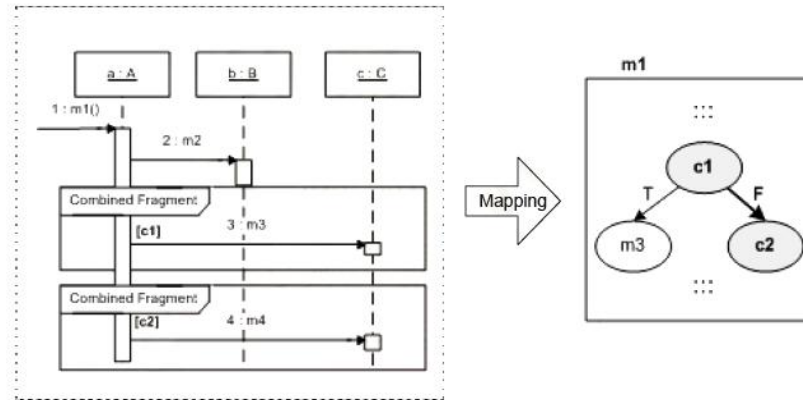 a : A
b : B
c : C
1 : m1()
2 : m2
Combined Fragment
[c1]
3 : m3
Combined Fragment
[c2]
4 : m4
Mapping
m1
:::
c1
T
F
m3
c2
:::